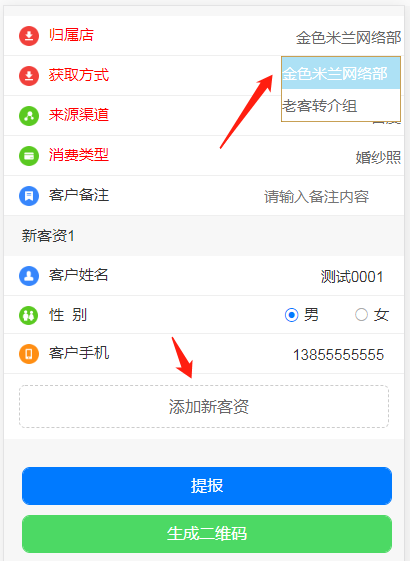 归属店 金色米兰网络部
获取方式 金色米兰网络部
来源渠道 老客转介组
消费类型 婚纱照
客户备注 请输入备注内容
新客资1
客户姓名 测试0001
性 别 男 女
客户手机 13855555555
添加新客资
提报
生成二维码